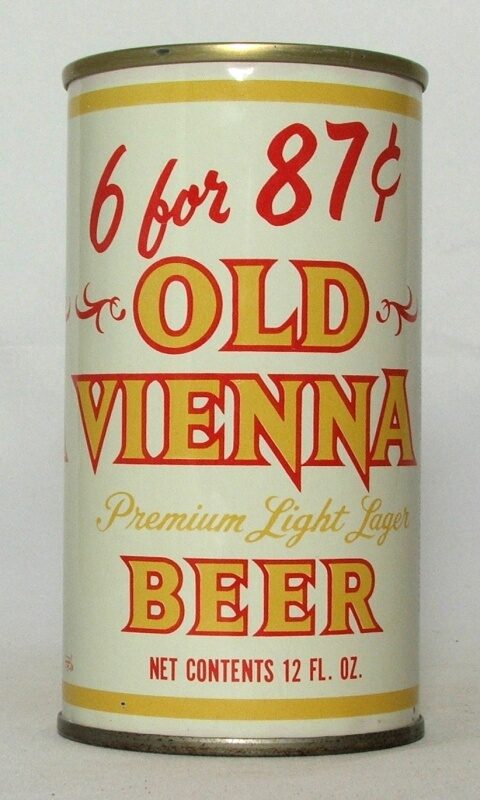 6 for 87¢
OLD
VIENNA
Premium Light Lager
BEER
NET CONTENTS 12 FL. OZ.